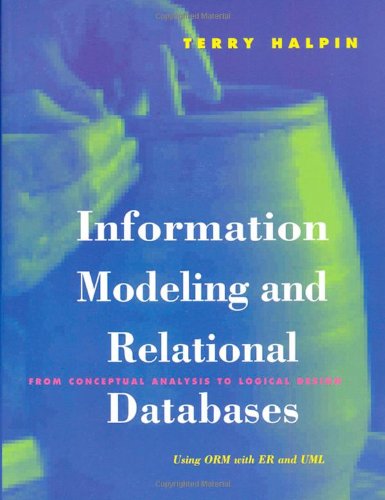 TERRY HALPIN
Information
Modeling and
Relational
FROM CONCEPTUAL ANALYSIS TO LOGICAL DESIGN
Databases
Using ORM with ER and UML